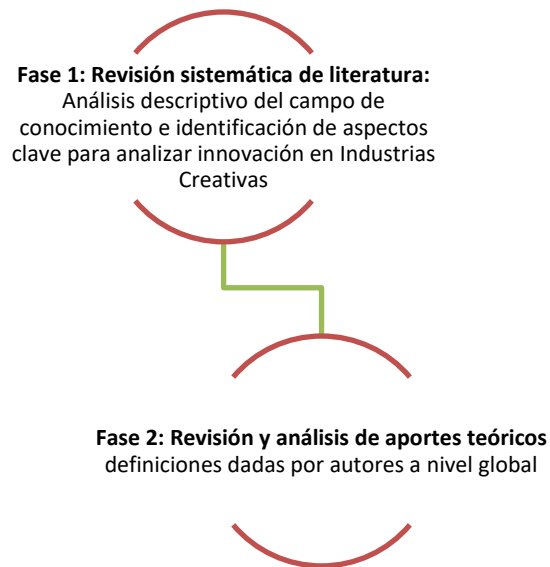 Fase 1: Revisión sistemática de literatura:
Análisis descriptivo del campo de
conocimiento e identificación de aspectos
clave para analizar innovación en Industrias
Creativas
Fase 2: Revisión y análisis de aportes teóricos
definiciones dadas por autores a nivel global